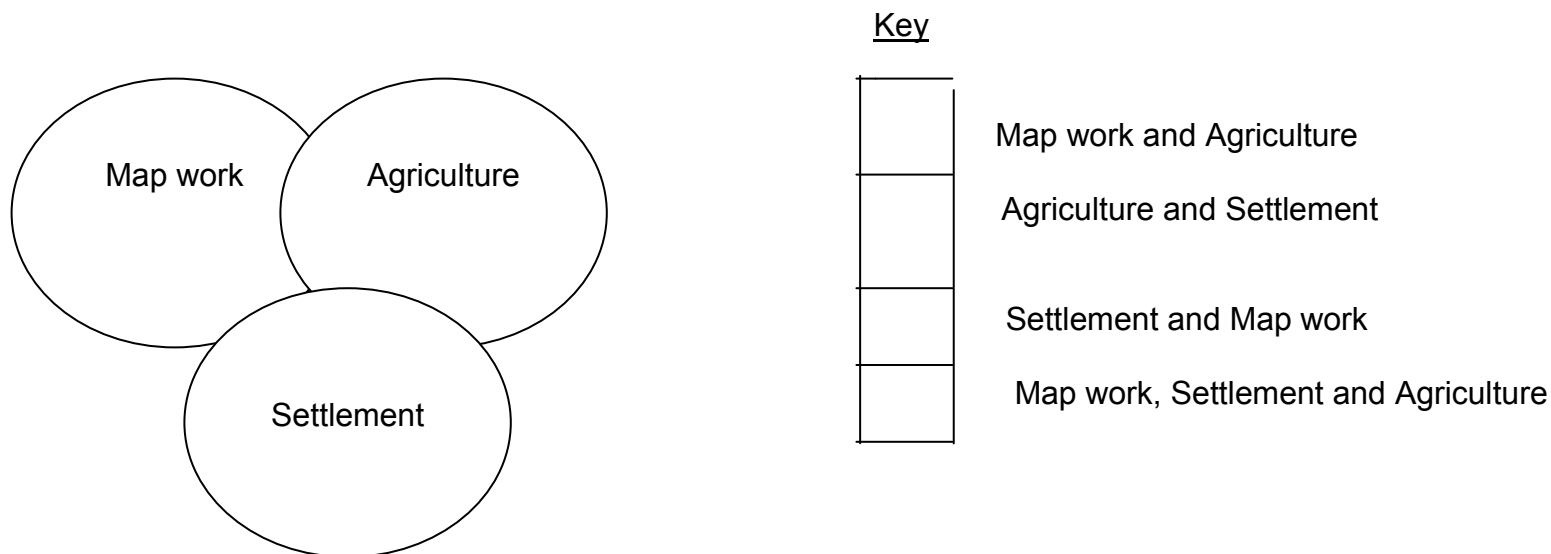 Key
Map work
Agriculture
Settlement
Map work and Agriculture
Agriculture and Settlement
Settlement and Map work
Map work, Settlement and Agriculture